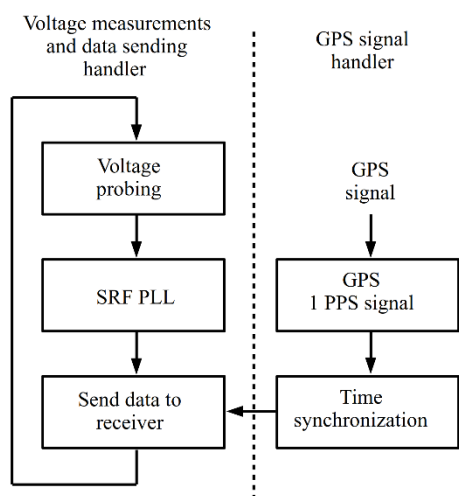 Voltage measurements
and data sending
handler
GPS signal
handler
Voltage
probing
SRF PLL
Send data to
receiver
GPS
signal
GPS
1 PPS signal
Time
synchronization